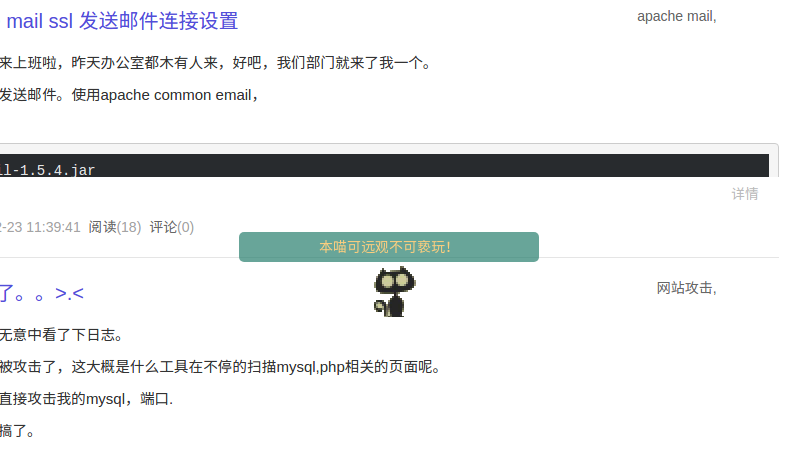 mail ssl 发送邮件连接设置
apache mail,
来上班啦，昨天办公室都木有人来，好吧，我们部门就来了我一个。
发送邮件。使用apache common email，
il-1.5.4.jar
详情
2-23 11:39:41 阅读(18) 评论(0)
本喵可远观不可亵玩！
了。。>.<
网站攻击,
无意中看了下日志。
被攻击了，这大概是什么工具在不停的扫描mysql,php相关的页面呢。
直接攻击我的mysql，端口.
搞了。